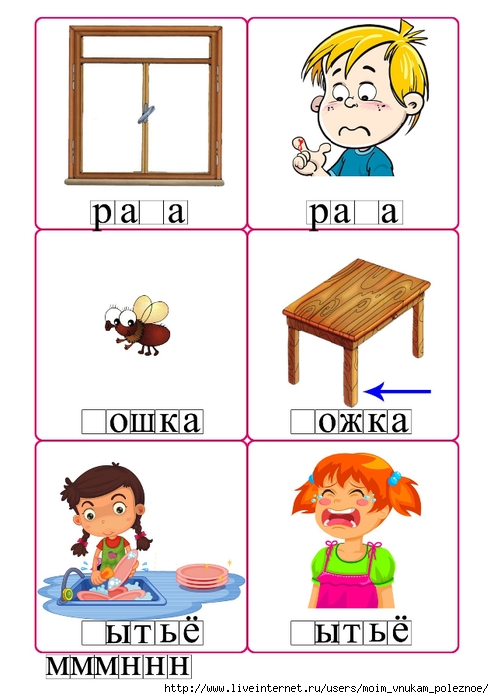 ра а
ра а
ошка
ожка
ытьё
ытьё
мммннн
http://www.liveinternet.ru/users/moim_vnukam_poleznoe/